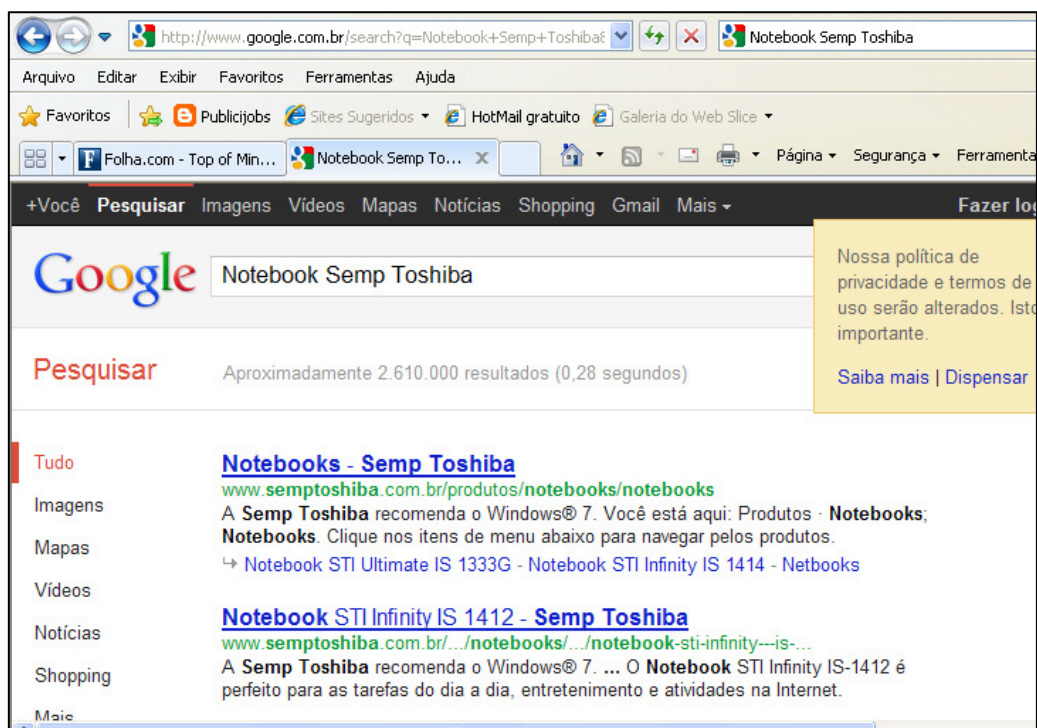 http://www.google.com.br/search?q=Notebook+Semp+Toshiba& Notebook Semp Toshiba
Arquivo Editar Exibir Favoritos Ferramentas Ajuda
Favoritos Publicijobs Sites Sugeridos HotMail gratuito Galeria do Web Slice
Folha.com - Top of Min... Notebook Semp To... Página Segurança Ferramenta
+Você Pesquisar Imagens Vídeos Mapas Notícias Shopping Gmail Mais Fazer log
Google Notebook Semp Toshiba
Nossa política de
privacidade e termos de
uso serão alterados. Isto
importante.
Saiba mais | Dispensar
Pesquisar Aproximadamente 2.610.000 resultados (0,28 segundos)
Tudo
Imagens
Mapas
Vídeos
Notícias
Shopping
Mais
Notebooks - Semp Toshiba
www.semptoshiba.com.br/produtos/notebooks/notebooks
A Semp Toshiba recomenda o Windows® 7. Você está aqui: Produtos · Notebooks;
Notebooks. Clique nos itens de menu abaixo para navegar pelos produtos.
↳ Notebook STI Ultimate IS 1333G - Notebook STI Infinity IS 1414 - Netbooks
Notebook STI Infinity IS 1412 - Semp Toshiba
www.semptoshiba.com.br/.../notebooks/.../notebook-sti-infinity---is-...
A Semp Toshiba recomenda o Windows® 7. ... O Notebook STI Infinity IS-1412 é
perfeito para as tarefas do dia a dia, entretenimento e atividades na Internet.